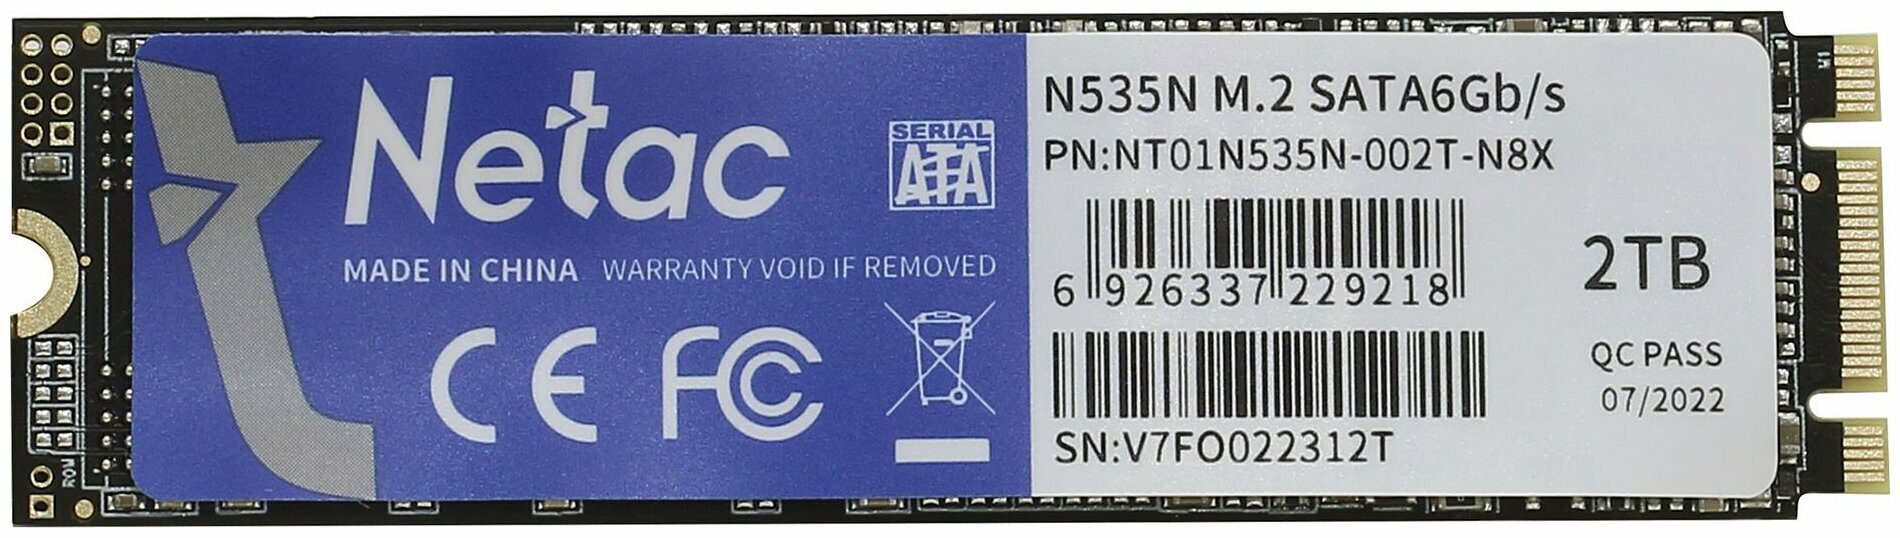 Netac
SERIAL
ATA
MADE IN CHINA WARRANTY VOID IF REMOVED
CE FC
N535N M.2 SATA6Gb/s
PN:NT01N535N-002T-N8X
6 926337 229218
2TB
QC PASS
07/2022
SN:V7FO022312T
ROW